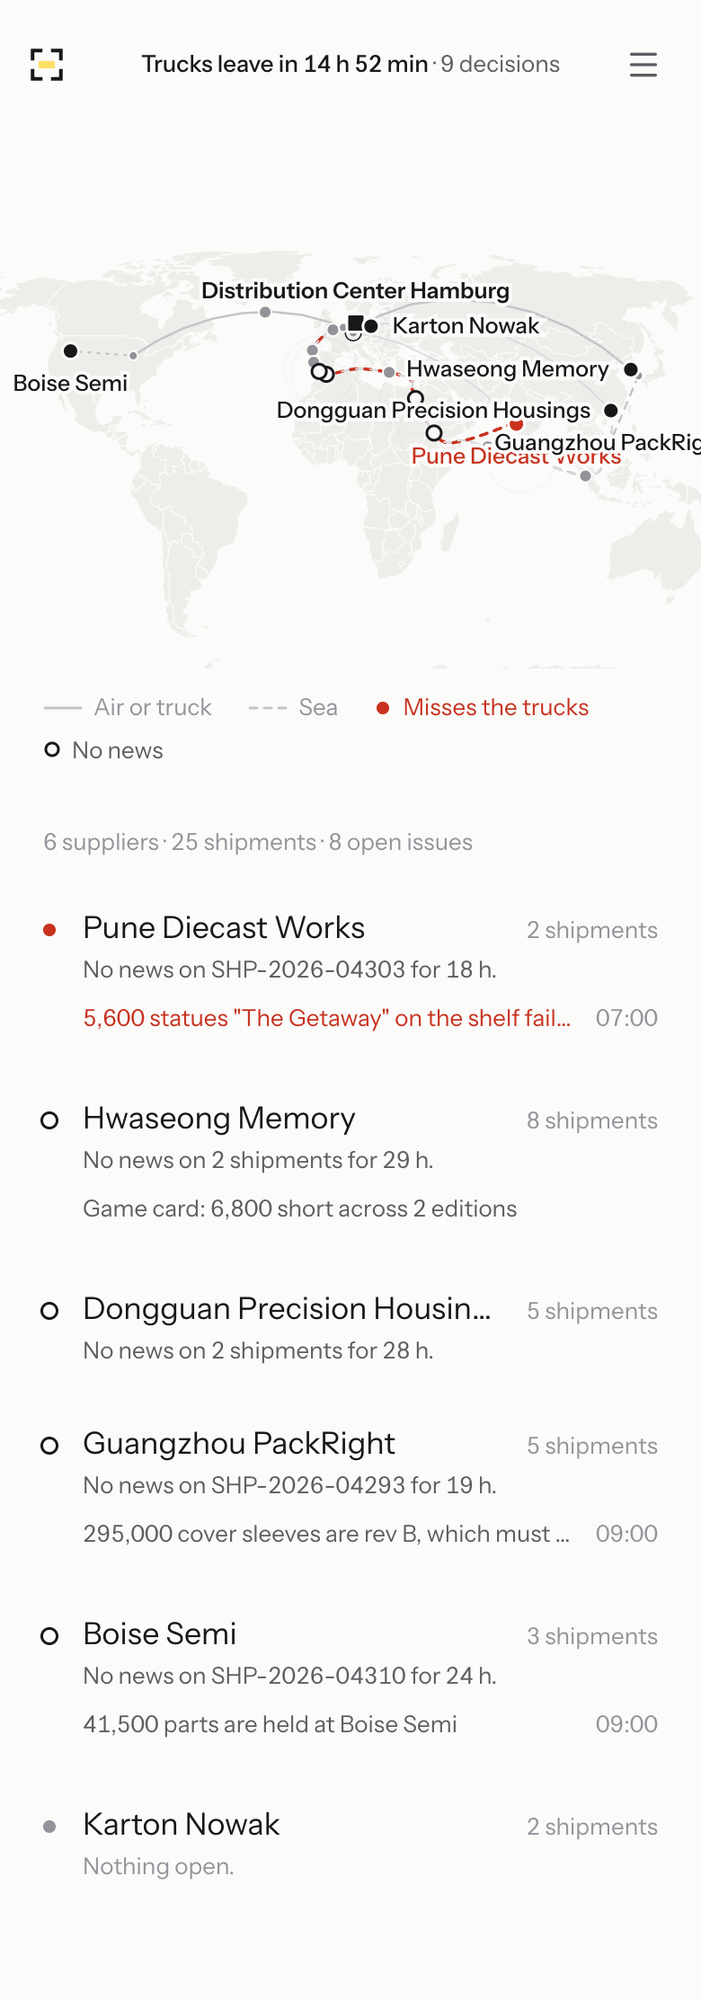 Trucks leave in 14 h 52 min · 9 decisions
Distribution Center Hamburg
Karton Nowak
Boise Semi
Hwaseong Memory
Dongguan Precision Housings
Guangzhou PackRig
Pune Diecast Works
Air or truck
Sea
Misses the trucks
No news
6 suppliers · 25 shipments · 8 open issues
Pune Diecast Works
2 shipments
No news on SHP-2026-04303 for 18 h.
5,600 statues "The Getaway" on the shelf fail...
07:00
Hwaseong Memory
8 shipments
No news on 2 shipments for 29 h.
Game card: 6,800 short across 2 editions
Dongguan Precision Housin...
5 shipments
No news on 2 shipments for 28 h.
Guangzhou PackRight
5 shipments
No news on SHP-2026-04293 for 19 h.
295,000 cover sleeves are rev B, which must ...
09:00
Boise Semi
3 shipments
No news on SHP-2026-04310 for 24 h.
41,500 parts are held at Boise Semi
09:00
Karton Nowak
2 shipments
Nothing open.